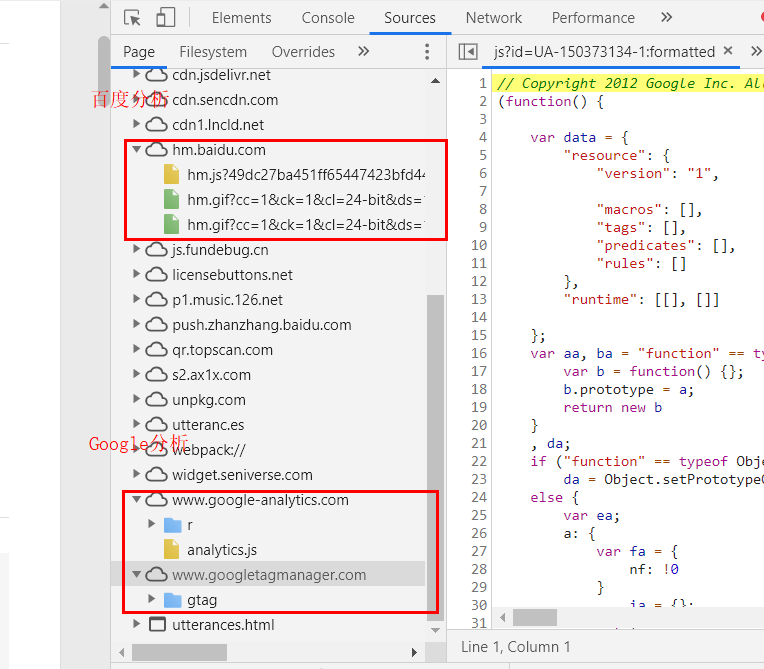 Elements Console Sources Network Performance
Page Filesystem Overrides
js?id=UA-150373134-1:formatted
cdn.jsdelivr.net
百度分析
cdn.sencdn.com
cdn1.lncld.net
hm.baidu.com
hm.js?49dc27ba451ff65447423bfd44
hm.gif?cc=1&ck=1&cl=24-bit&ds=
hm.gif?cc=1&ck=1&cl=24-bit&ds=
js.fundebug.cn
licensebuttons.net
p1.music.126.net
push.zhanzhang.baidu.com
qr.topscan.com
s2.ax1x.com
unpkg.com
utteranc.es
Google分析
webpack://
widget.seniverse.com
www.google-analytics.com
r
analytics.js
www.googletagmanager.com
gtag
utterances.html
1 // Copyright 2012 Google Inc. Al
2 (function() {
3
4 var data = {
5 "resource": {
6 "version": "1",
7
8 "macros": [],
9 "tags": [],
10 "predicates": [],
11 "rules": []
12 },
13 "runtime": [[], []]
14
15 };
16 var aa, ba = "function" == ty
17 var b = function() {};
18 b.prototype = a;
19 return new b
20 }
21 , da;
22 if ("function" == typeof Obje
23 da = Object.setPrototypeO
24 else {
25 var ea;
26 a: {
27 var fa = {
28 nf: !0
29 }
30 ia = {};
31
Line 1, Column 1